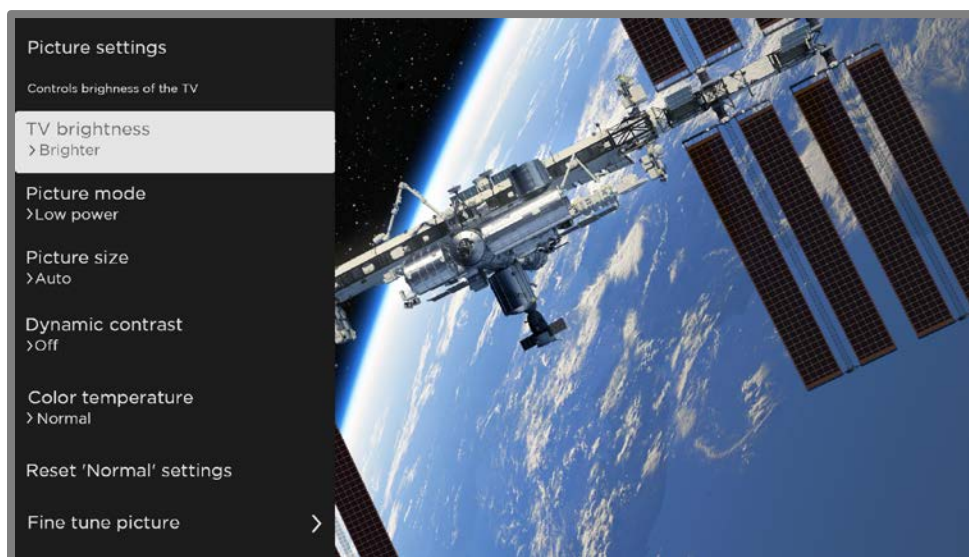 Picture settings
Controls brighness of the TV
TV brightness
>Brighter
Picture mode
>Low power
Picture size
>Auto
Dynamic contrast
>Off
Color temperature
>Normal
Reset 'Normal' settings
Fine tune picture >